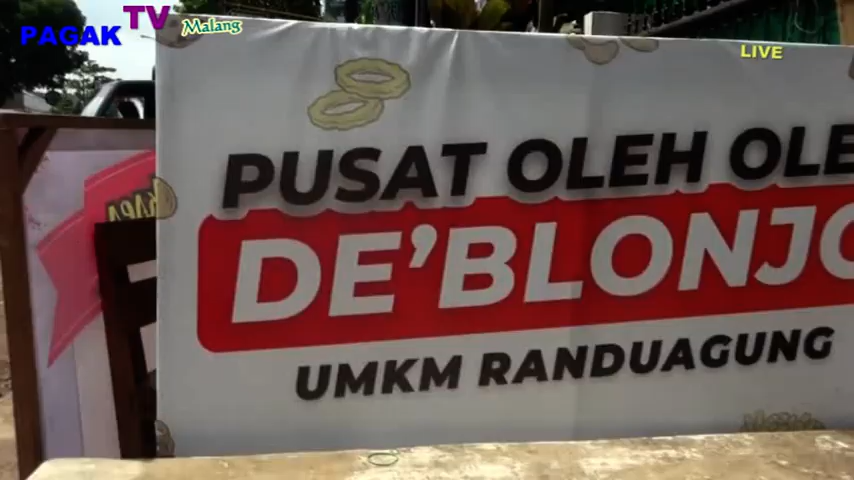 PAGAK TV Malang
LIVE
PUSAT OLEH OLE
DE'BLONJO
UMKM RANDUAGUNG